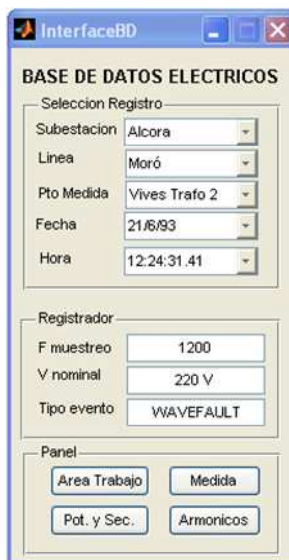 InterfaceBD
BASE DE DATOS ELECTRICOS
Seleccion Registro
Subestacion Alcora
Linea Moró
Pto Medida Vives Trafo 2
Fecha 21/6/93
Hora 12:24:31.41
Registrador
F muestreo 1200
V nominal 220 V
Tipo evento WAVEFAULT
Panel
Area Trabajo Medida
Pot. y Sec. Armonicos